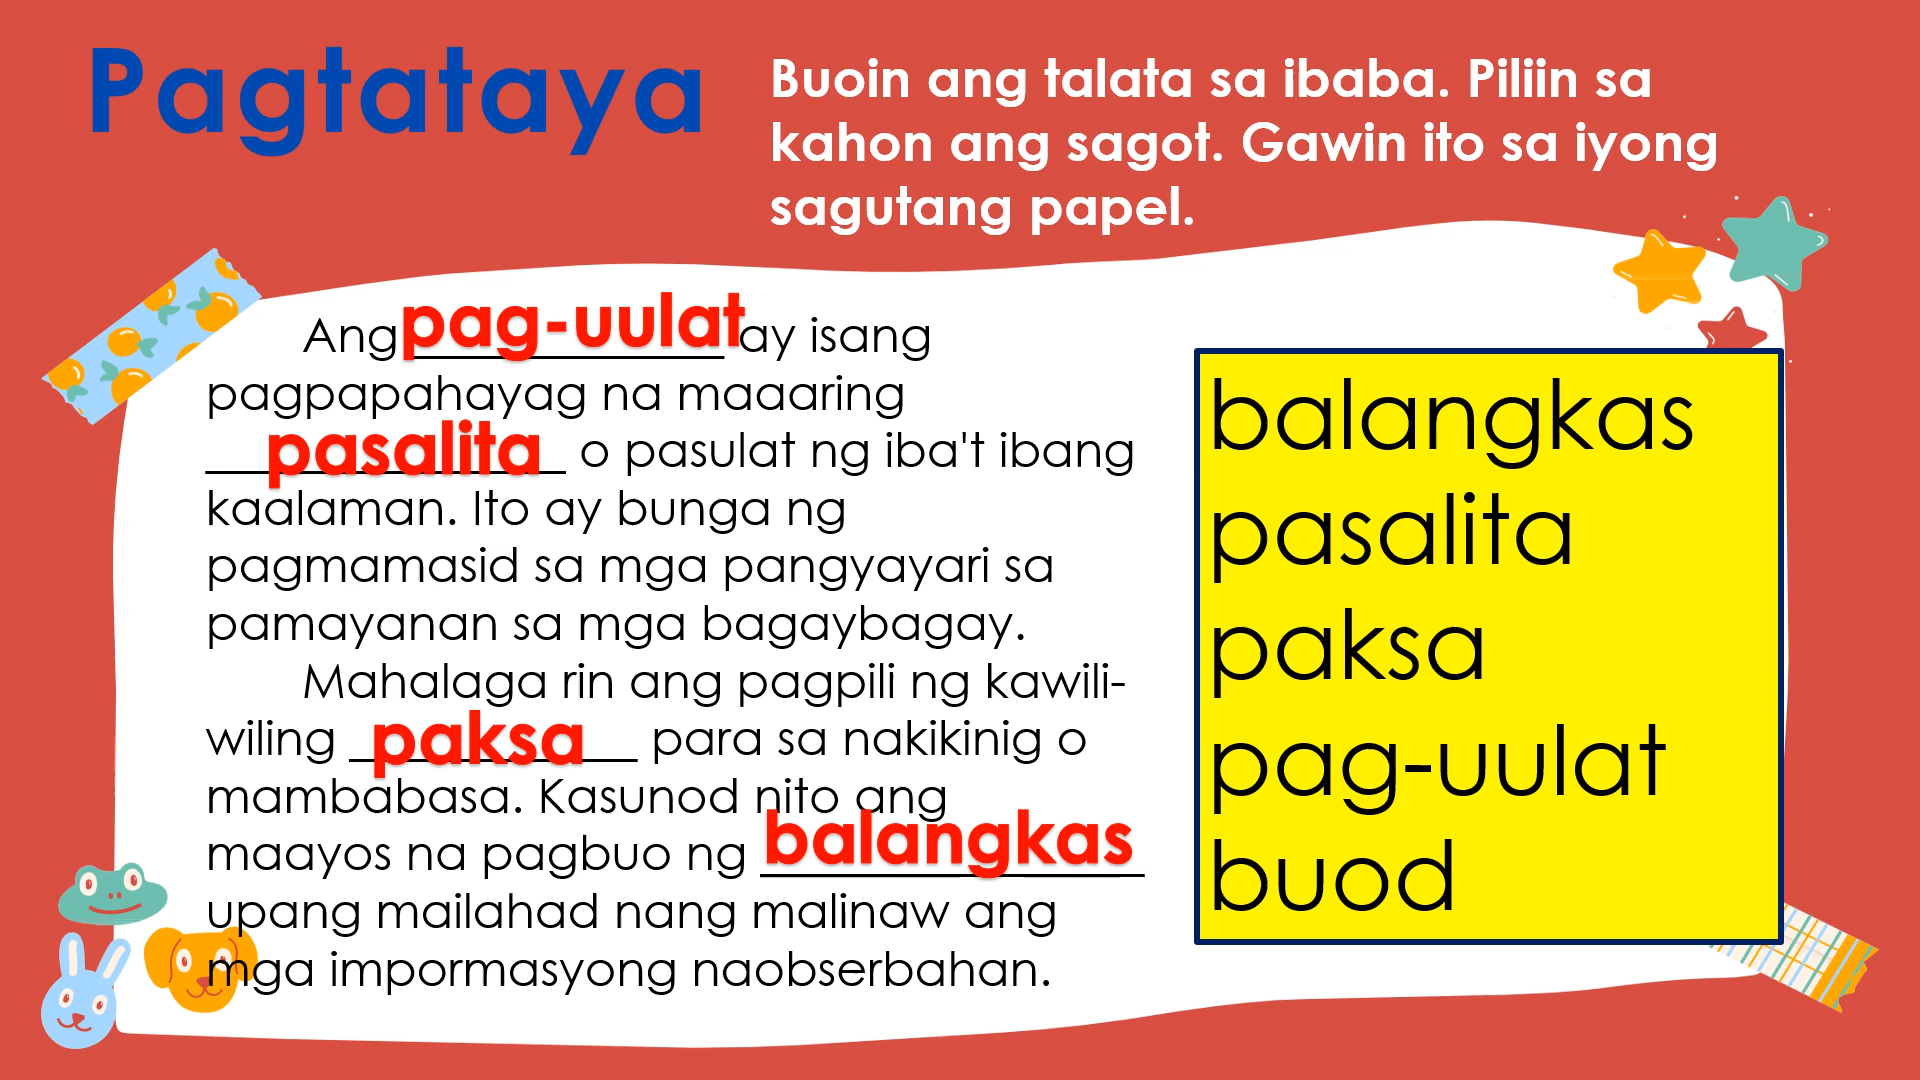 Pagtataya
Buoin ang talata sa ibaba. Piliin sa
kahon ang sagot. Gawin ito sa iyong
sagutang papel.
Ang pag-uulat ay isang
pagpapahayag na maaaring
pasalita o pasulat ng iba't ibang
kaalaman. Ito ay bunga ng
pagmamasid sa mga pangyayari sa
pamayanan sa mga bagaybagay.
Mahalaga rin ang pagpili ng kawili-
wiling paksa para sa nakikinig o
mambabasa. Kasunod nito ang
maayos na pagbuo ng balangkas
upang mailahad nang malinaw ang
mga impormasyong naobserbahan.
balangkas
pasalita
paksa
pag-uulat
buod